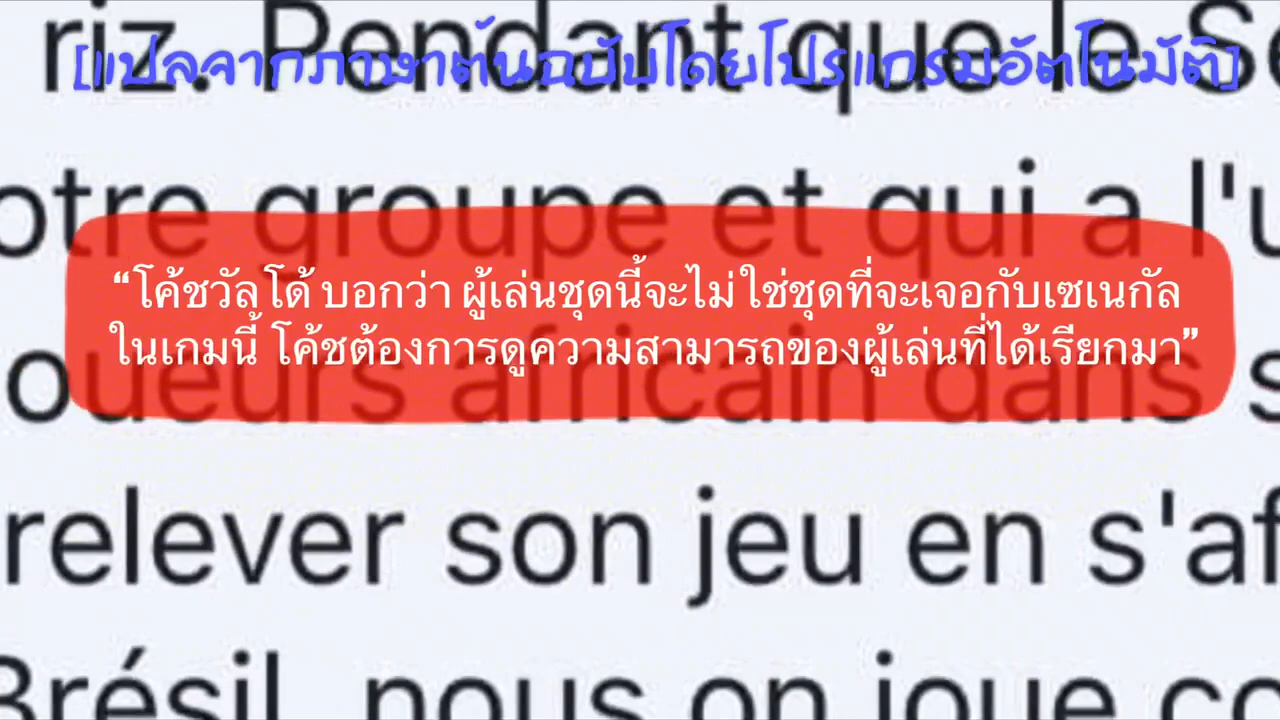 riz. Pendant que le Se
[แปลจากภาษาต้นฉบับโดยโปรแกรมอัตโนมัติ]
otre groupe et qui a l'u
“โค้ชวัลโด้ บอกว่า ผู้เล่นชุดนี้จะไม่ใช่ชุดที่จะเจอกับเซเนกัล
ในเกมนี้ โค้ชต้องการดูความสามารถของผู้เล่นที่ได้เรียกมา”
oueurs africain dans s
relever son jeu en s'af
Brésil, nous on joue co